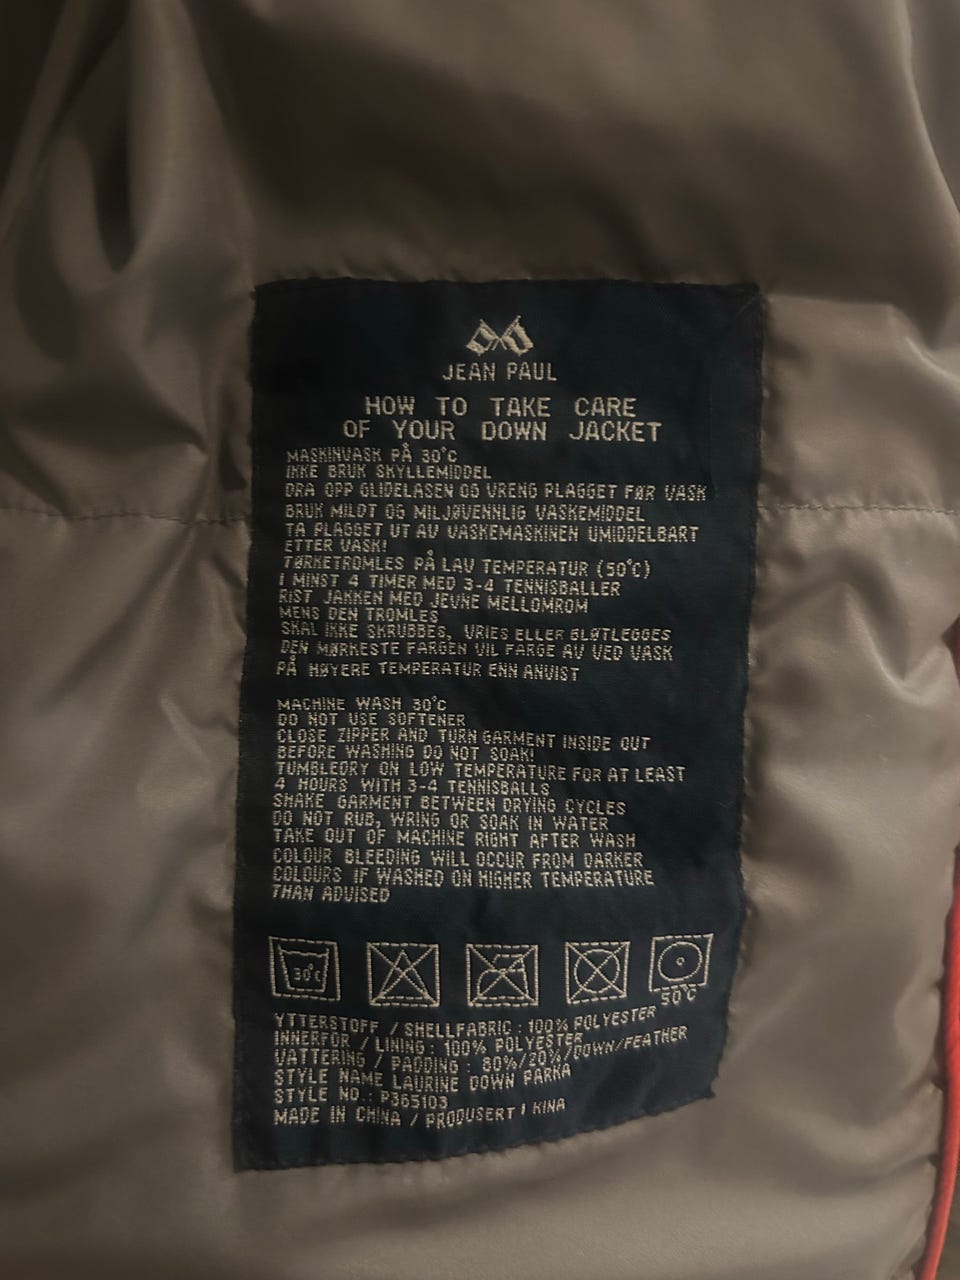 JEAN PAUL
HOW TO TAKE CARE
OF YOUR DOWN JACKET
MASKINVASK PÅ 30°C
IKKE BRUK SKYLLEMIDDEL
DRA OPP GLIDELASEN OG VRENG PLAGGET FØR VASK
BRUK MILDT OG MILJØVENNLIG VASKEMIDDEL
TA PLAGGET UT AV VASKEMASKINEN UMIDDELBART
ETTER VASK!
TØRKETROMLES PÅ LAV TEMPERATUR (50°C)
I MINST 4 TIMER MED 3-4 TENNISBALLER
RIST JAKKEN MED JEVNE MELLOMROM
MENS DEN TROMLES
SKAL IKKE SKRUBBES, VRIES ELLER BLØTLEGGES
DEN MØRKESTE FARGEN VIL FARGE AV VED VASK
PÅ HØYERE TEMPERATUR ENN ANVIST
MACHINE WASH 30°C
DO NOT USE SOFTENER
CLOSE ZIPPER AND TURN GARMENT INSIDE OUT
BEFORE WASHING DO NOT SOAK!
TUMBLEDRY ON LOW TEMPERATURE FOR AT LEAST
4 HOURS WITH 3-4 TENNISBALLS
SHAKE GARMENT BETWEEN DRYING CYCLES
DO NOT RUB, WRING OR SOAK IN WATER
TAKE OUT OF MACHINE RIGHT AFTER WASH
COLOUR BLEEDING WILL OCCUR FROM DARKER
COLOURS IF WASHED ON HIGHER TEMPERATURE
THAN ADVISED
30°C
50°C
YTTERSTOFF / SHELLFABRIC : 100% POLYESTER
INNERFOR / LINING : 100% POLYESTER
VATTERING / PADDING : 80%/20%/DOWN/FEATHER
STYLE NAME LAURINE DOWN PARKA
STYLE NO.: P365103
MADE IN CHINA / PRODUSERT I KINA